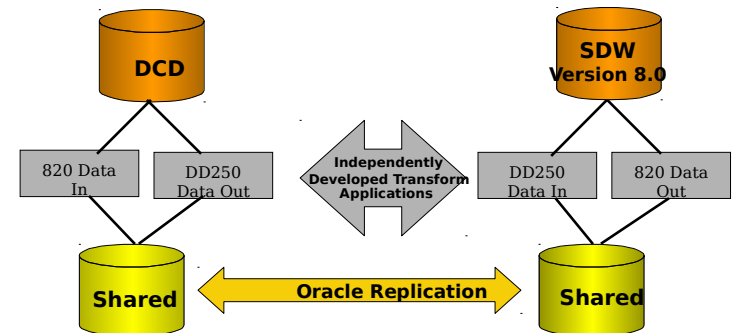 DCD
SDW
Version 8.0
820 Data
In
DD250
Data Out
Independently
Developed Transform
Applications
DD250
Data In
820 Data
Out
Shared
Oracle Replication
Shared